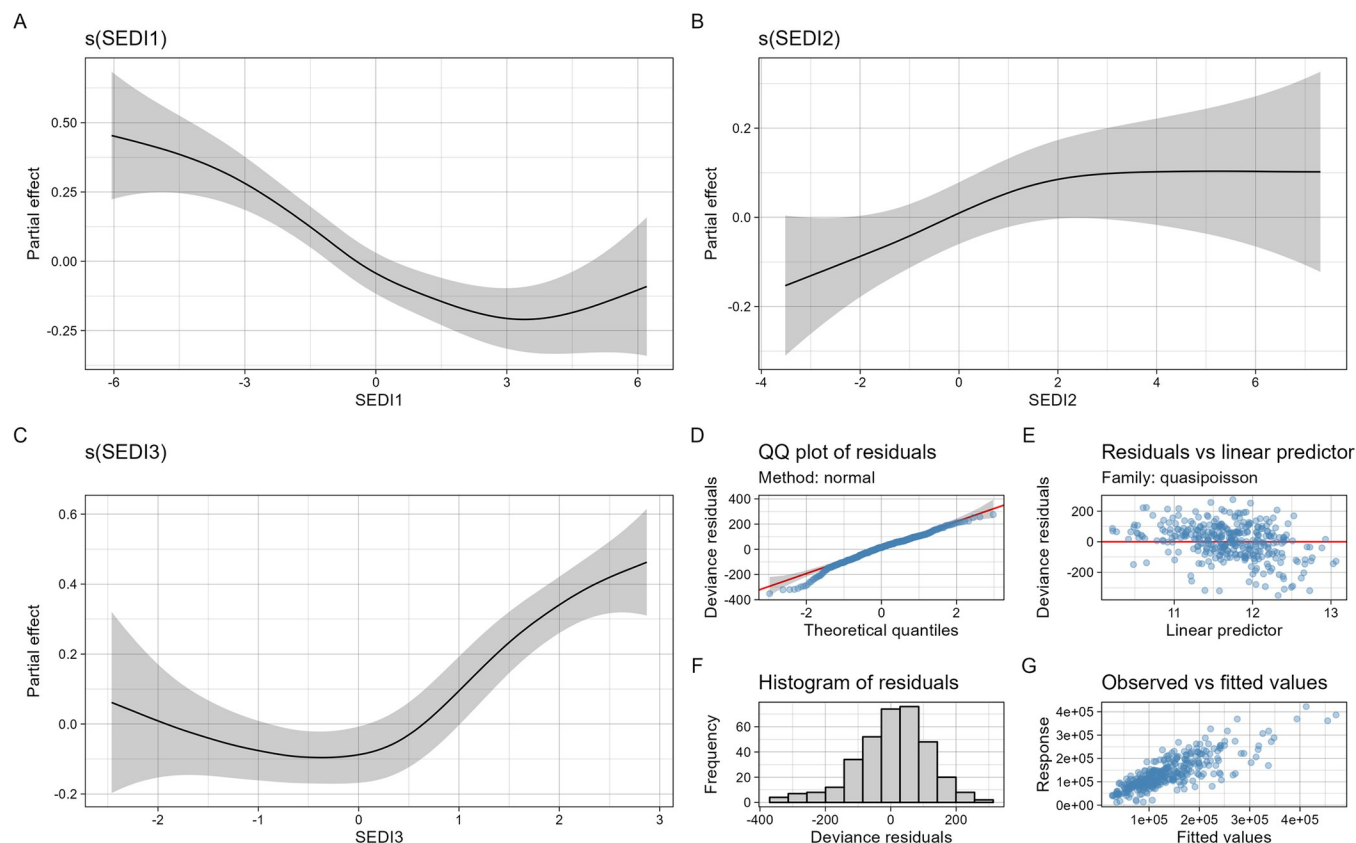 A
s(SEDI1)
Partial effect
0.50
0.25
0.00
-0.25
-6 -3 0 3 6
SEDI1
B
s(SEDI2)
Partial effect
0.2
0.0
-0.2
-4 -2 0 2 4 6
SEDI2
C
s(SEDI3)
Partial effect
0.6
0.4
0.2
0.0
-0.2
-2 -1 0 1 2 3
SEDI3
D
QQ plot of residuals
Method: normal
Deviance residuals
400
200
0
-200
-400
-2 0 2
Theoretical quantiles
E
Residuals vs linear predictor
Family: quasipoisson
Deviance residuals
200
0
-200
11 12 13
Linear predictor
F
Histogram of residuals
Frequency
60
40
20
0
-400 -200 0 200
Deviance residuals
G
Observed vs fitted values
Response
4e+05
3e+05
2e+05
1e+05
0e+00
1e+05 2e+05 3e+05 4e+05
Fitted values